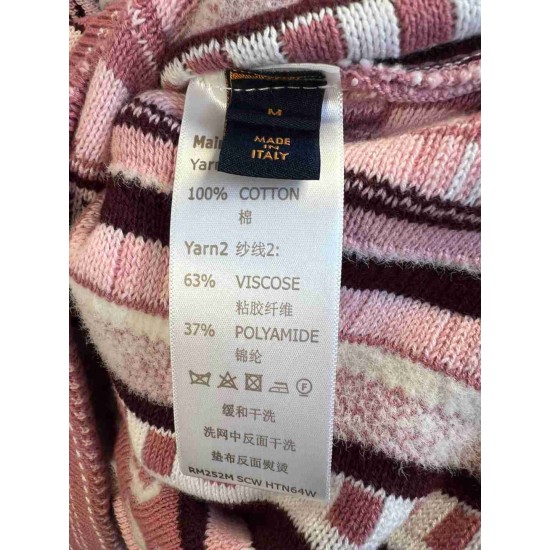 M
MADE
IN
ITALY
Main
Yarn
100% COTTON
棉
Yarn2 纱线2:
63% VISCOSE
粘胶纤维
37% POLYAMIDE
锦纶
F
缓和干洗
洗网中反面干洗
垫布反面熨烫
RM252M SCW HTN64W